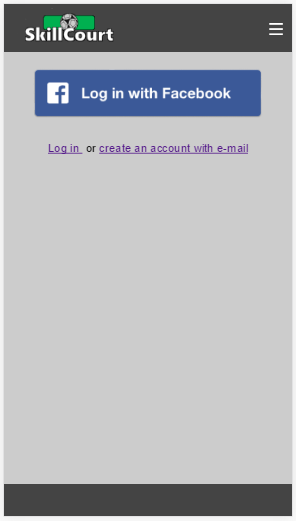 SkillCourt
Log in with Facebook
Log in or create an account with e-mail